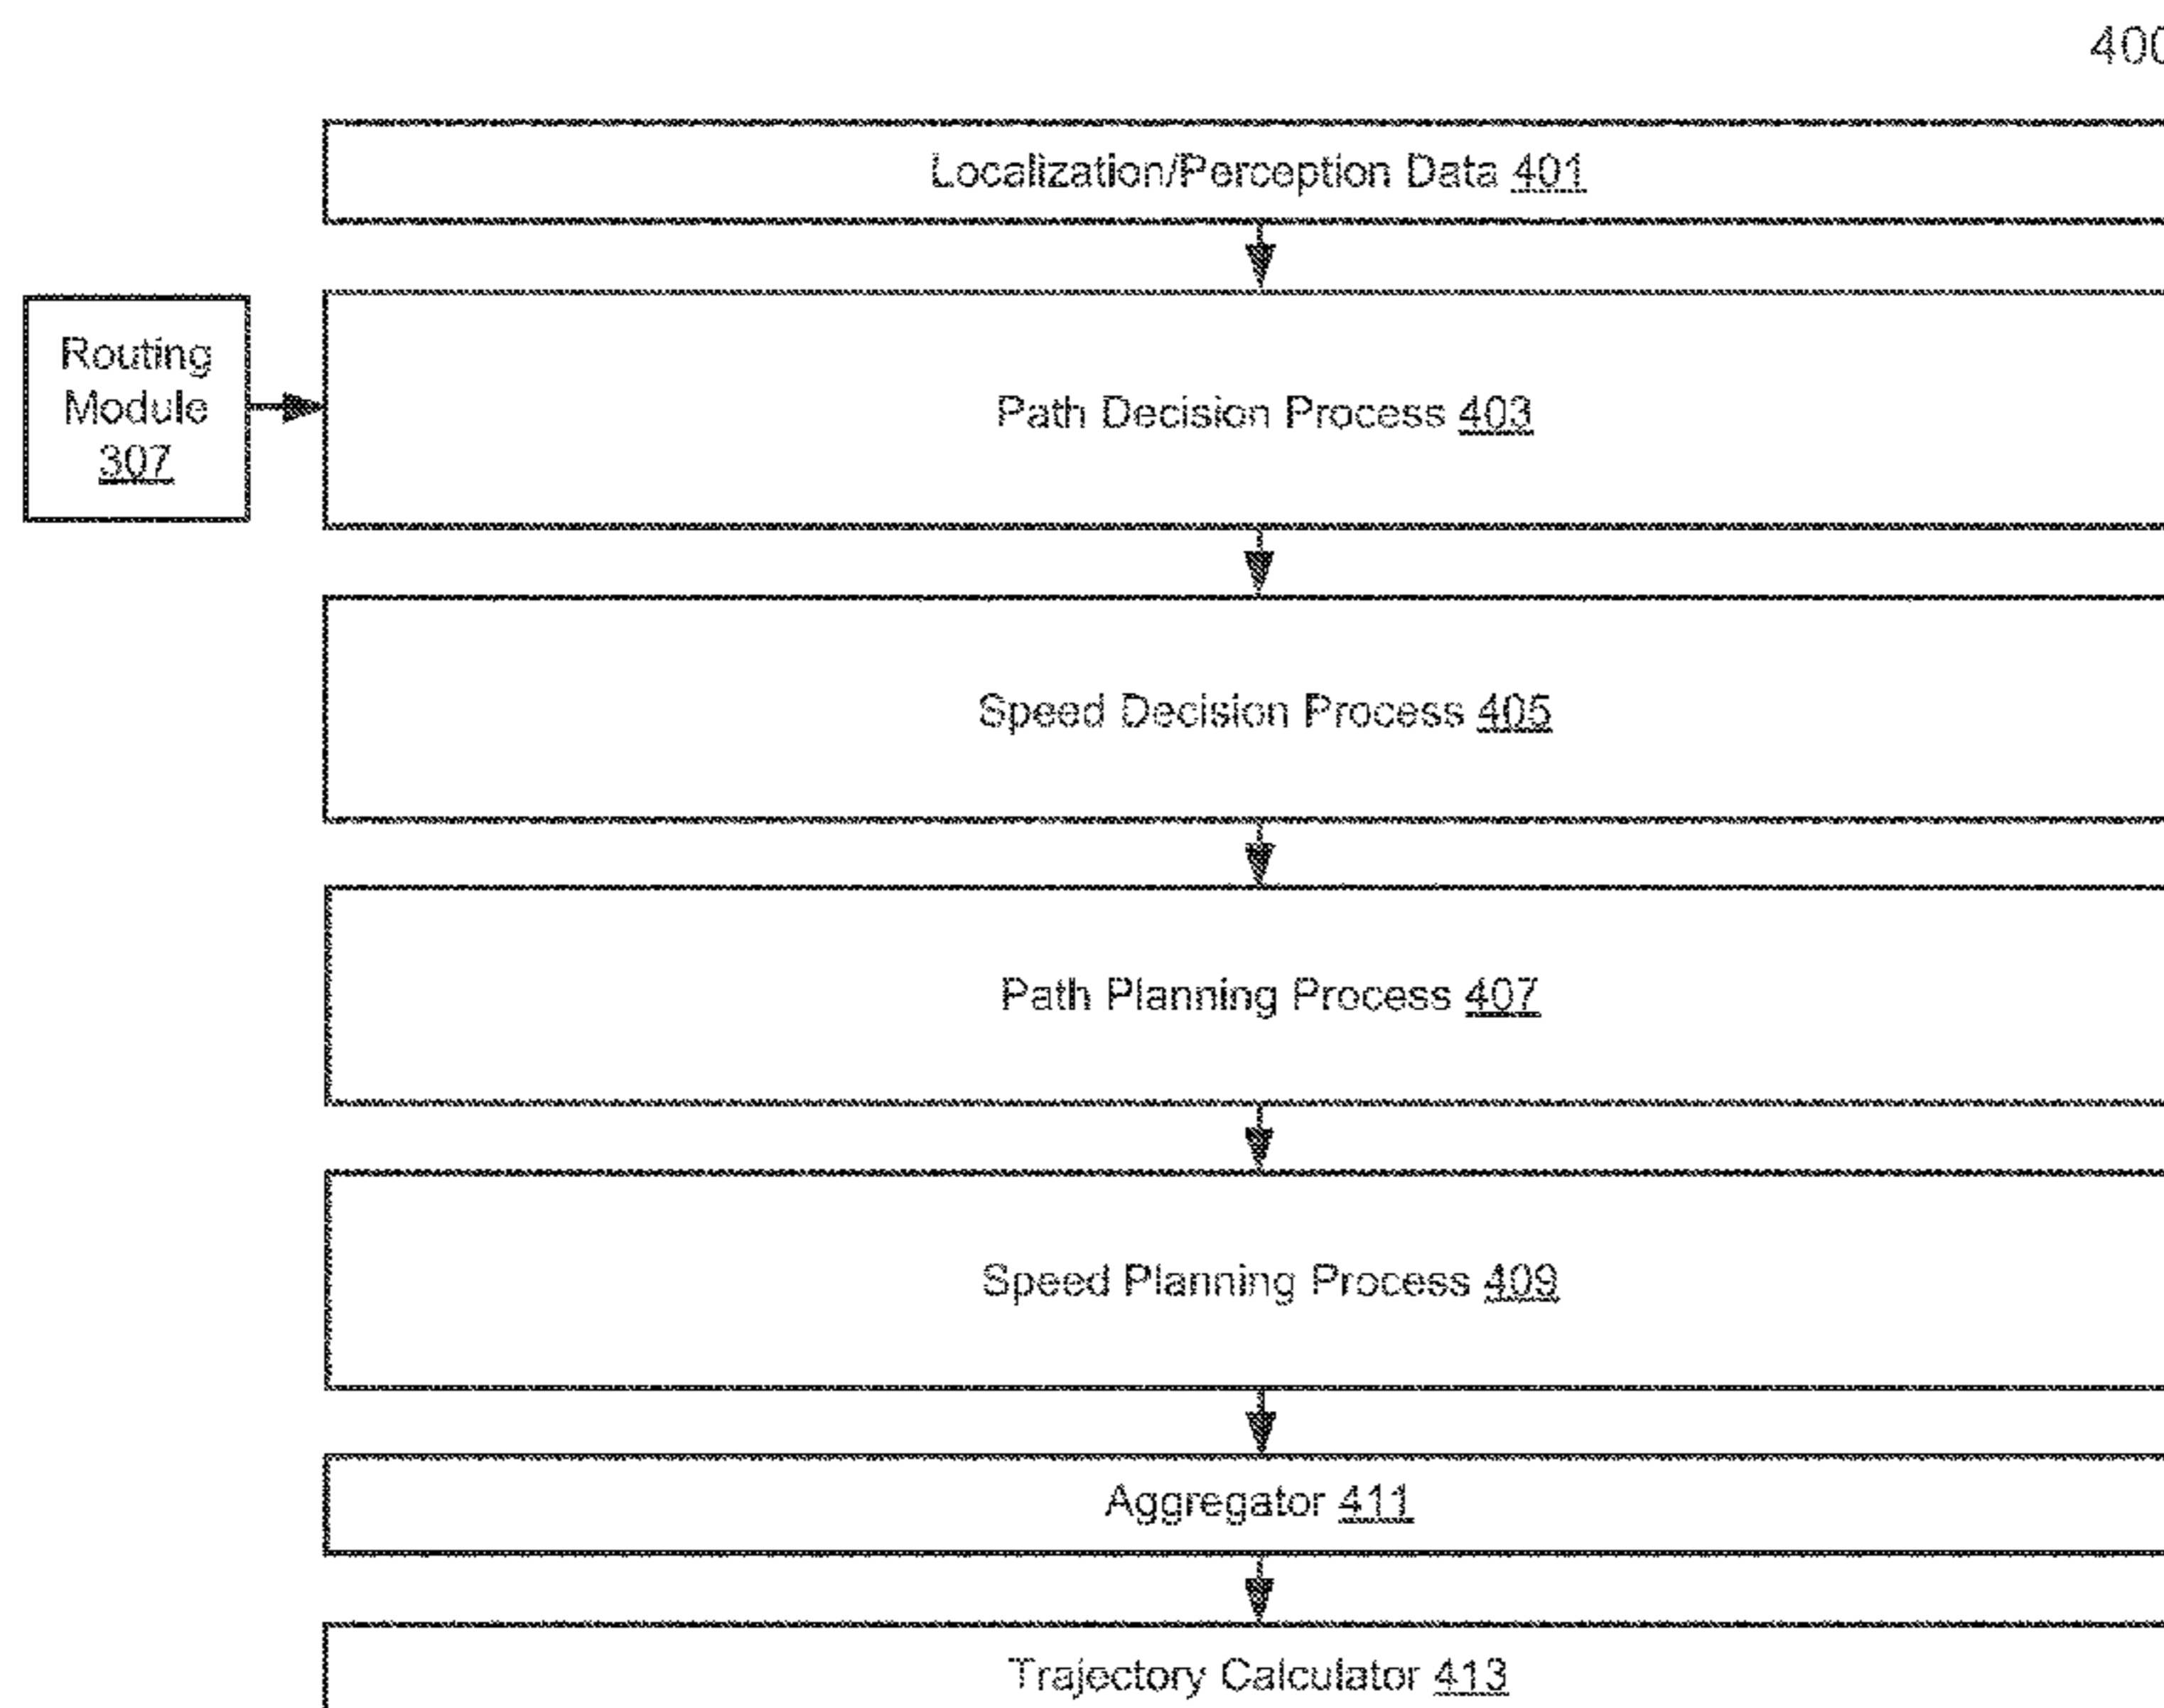 400
Localization/Perception Data 401
Routing
Module
307
Path Decision Process 403
Speed Decision Process 405
Path Planning Process 407
Speed Planning Process 409
Aggregator 411
Trajectory Calculator 413